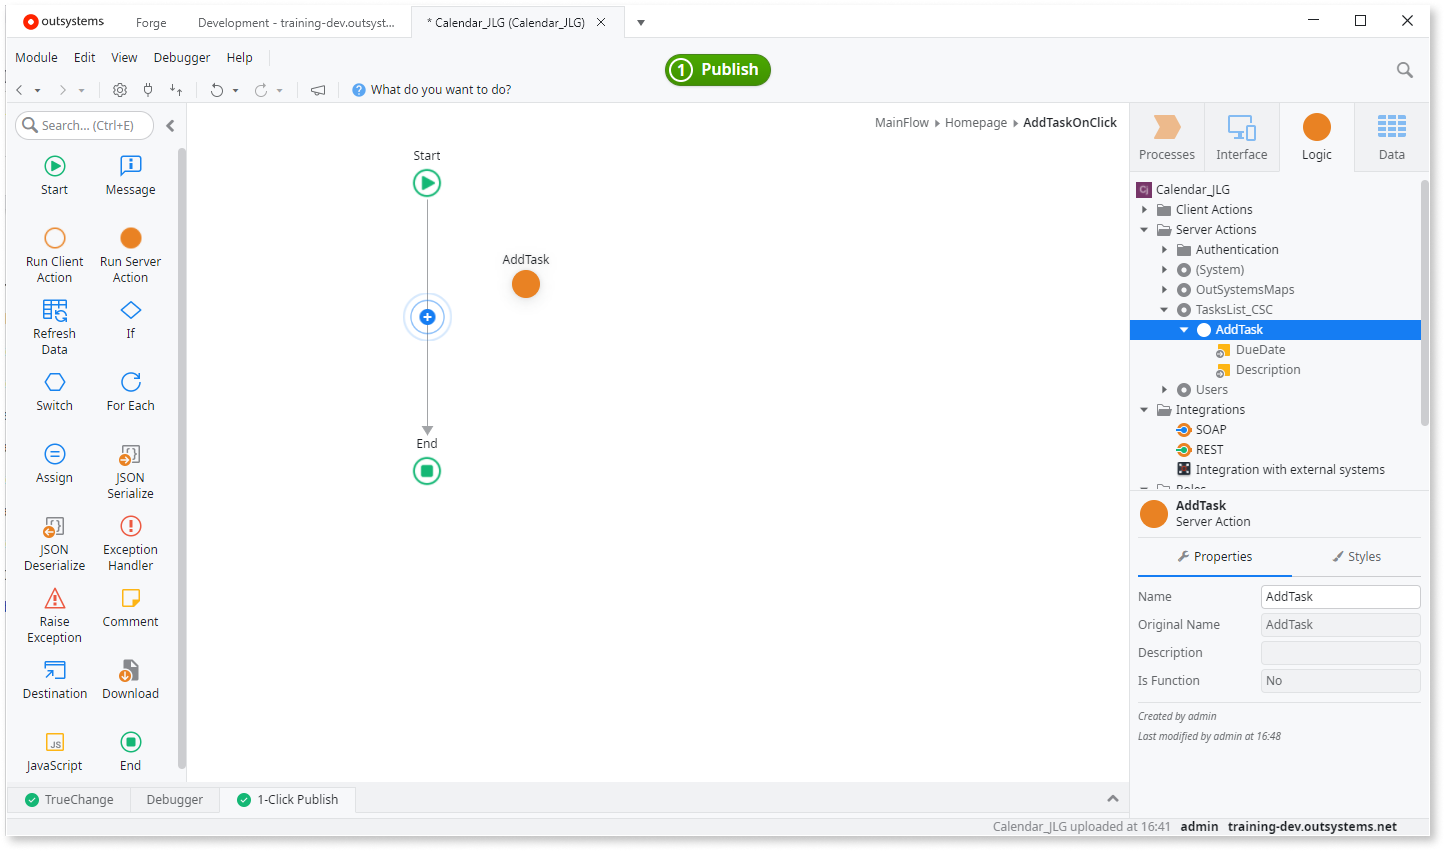 outsystems
Forge
Development - training-dev.outsyst...
* Calendar_JLG (Calendar_JLG)
Module Edit View Debugger Help
1 Publish
? What do you want to do?
Search... (Ctrl+E)
Start
Message
Run Client
Action
Run Server
Action
Refresh
Data
If
Switch
For Each
Assign
JSON
Serialize
JSON
Deserialize
Exception
Handler
Raise
Exception
Comment
Destination
Download
JS
JavaScript
End
MainFlow Homepage AddTaskOnClick
Start
AddTask
End
Processes
Interface
Logic
Data
Calendar_JLG
Client Actions
Server Actions
Authentication
(System)
OutSystemsMaps
TasksList_CSC
AddTask
DueDate
Description
Users
Integrations
SOAP
REST
Integration with external systems
Roles
AddTask
Server Action
Properties
Styles
Name AddTask
Original Name AddTask
Description
Is Function No
Created by admin
Last modified by admin at 16:48
TrueChange
Debugger
1-Click Publish
Calendar_JLG uploaded at 16:41 admin training-dev.outsystems.net